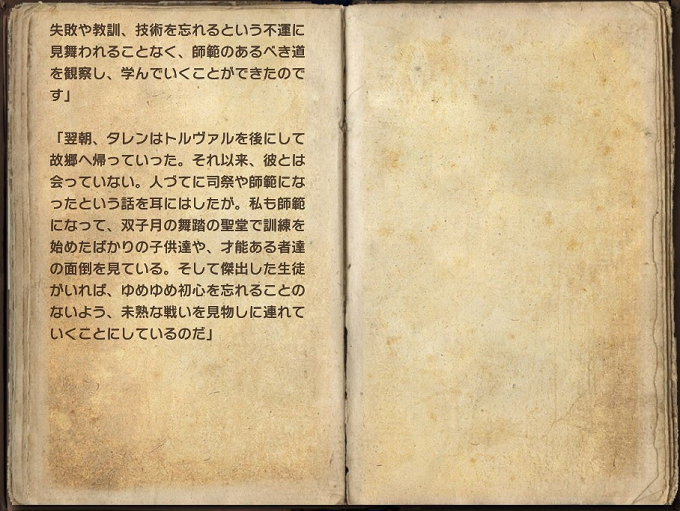 失敗や教訓、技術を忘れるという不運に
見舞われることなく、師範のあるべき道
を観察し、学んでいくことができたので
す」
「翌朝、タレンはトルヴァルを後にして
故郷へ帰っていった。それ以来、彼とは
会っていない。人づてに司祭や師範にな
ったという話を耳にはしたが。私も師範
になって、双子月の舞踏の聖堂で訓練を
始めたばかりの子供達や、才能ある者達
の面倒を見ている。そして傑出した生徒
がいれば、ゆめゆめ初心を忘れることの
ないよう、未熟な戦いを見物しに連れて
いくことにしているのだ」